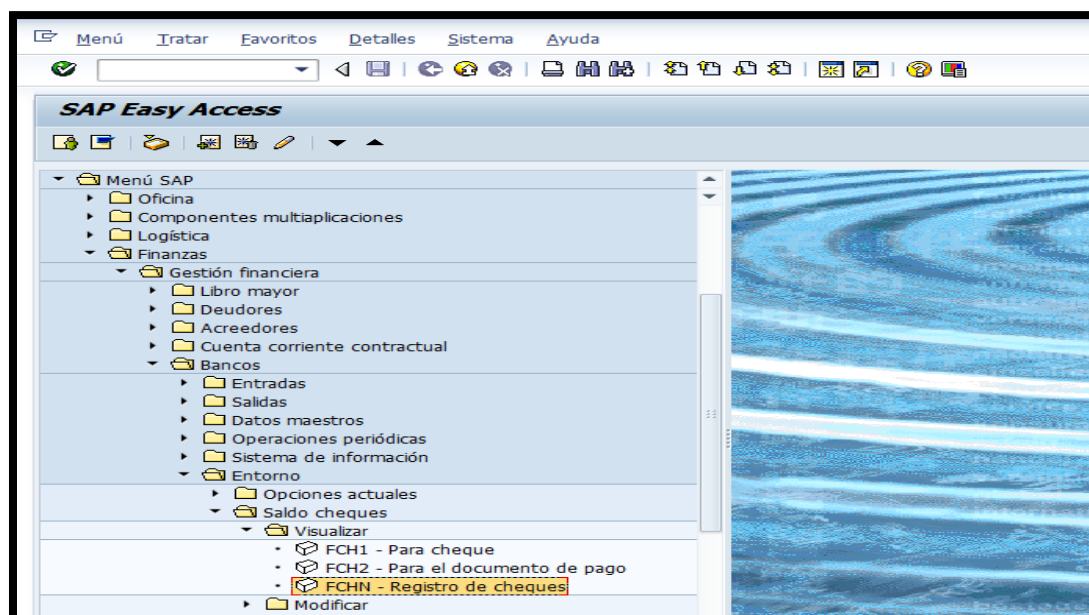 Menú Tratar Favoritos Detalles Sistema Ayuda
SAP Easy Access
Menú SAP
Oficina
Componentes multiaplicaciones
Logística
Finanzas
Gestión financiera
Libro mayor
Deudores
Acreedores
Cuenta corriente contractual
Bancos
Entradas
Salidas
Datos maestros
Operaciones periódicas
Sistema de información
Entorno
Opciones actuales
Saldo cheques
Visualizar
FCH1 - Para cheque
FCH2 - Para el documento de pago
FCHN - Registro de cheques
Modificar